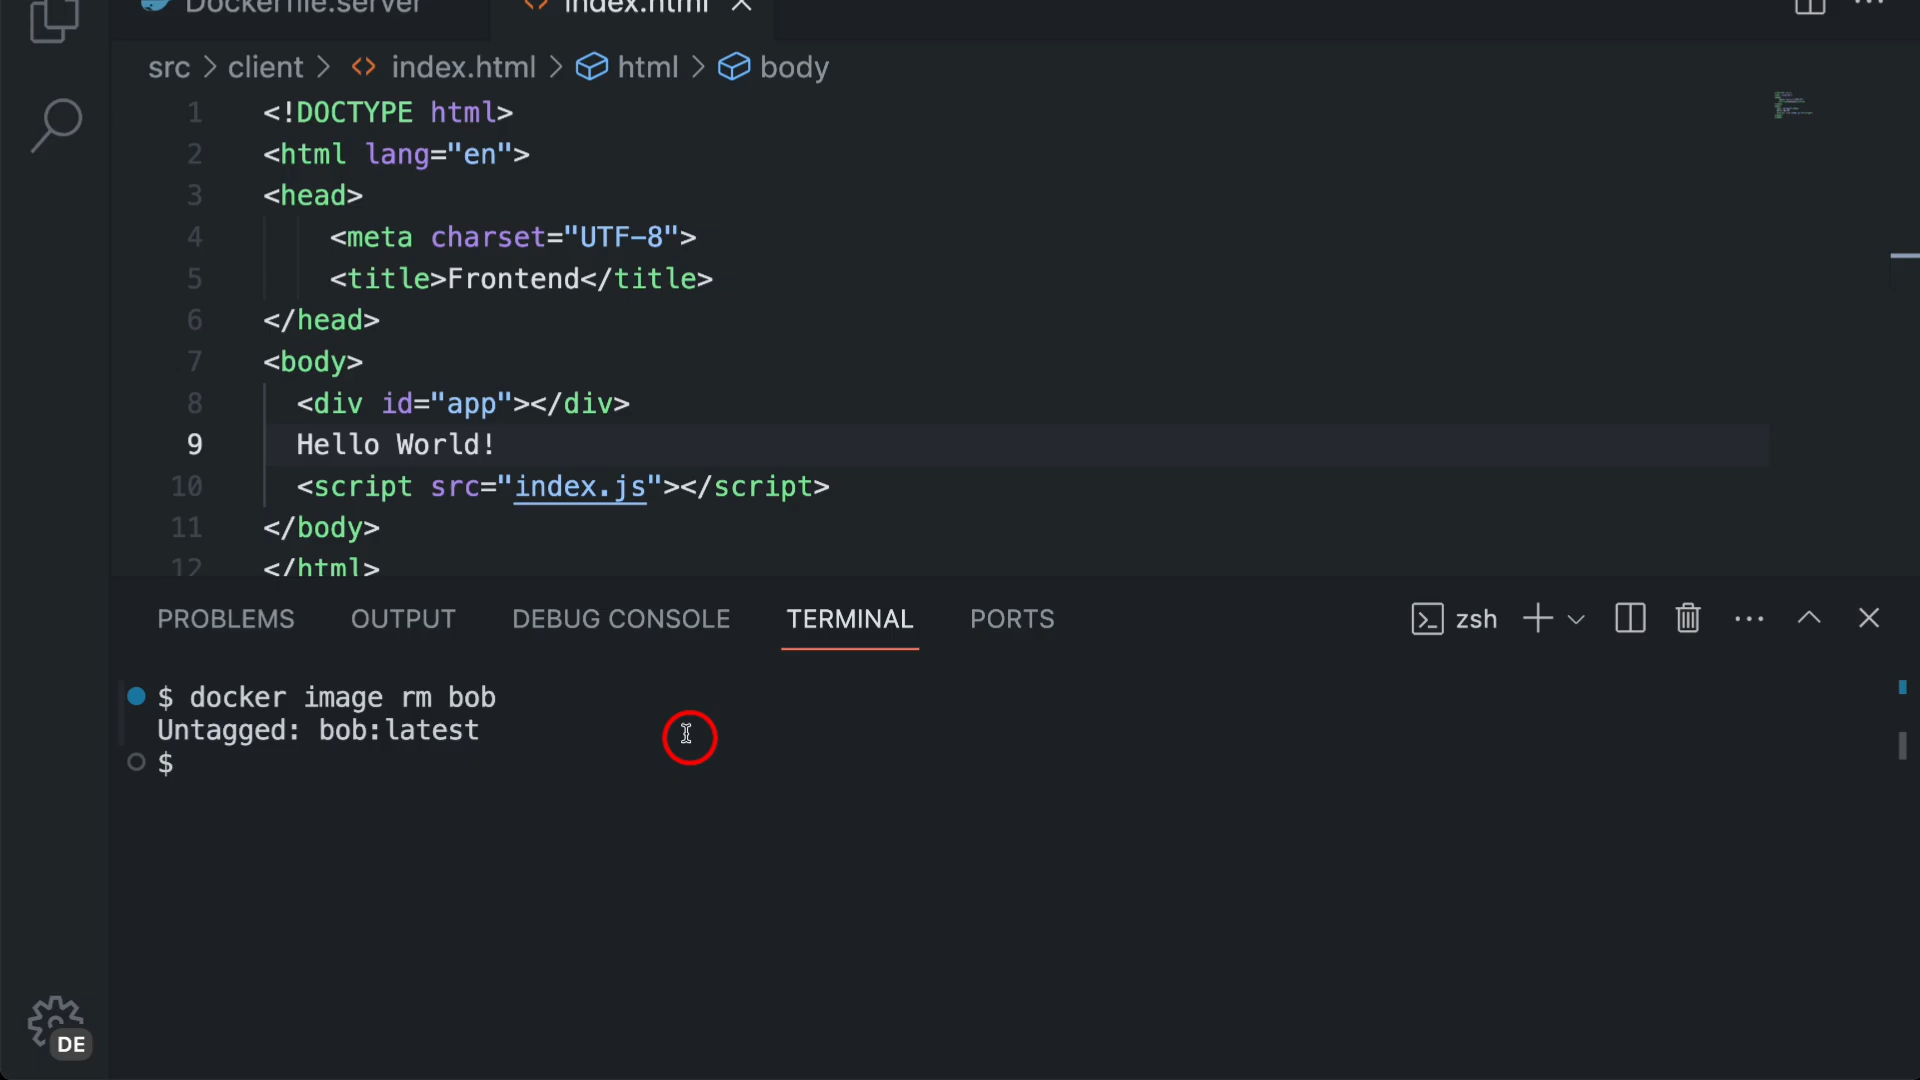 Dockerfile.server
index.html
src > client > <> index.html > html > body
1 <!DOCTYPE html>
2 <html lang="en">
3 <head>
4 <meta charset="UTF-8">
5 <title>Frontend</title>
6 </head>
7 <body>
8 <div id="app"></div>
9 Hello World!
10 <script src="index.js"></script>
11 </body>
12 </html>
PROBLEMS OUTPUT DEBUG CONSOLE TERMINAL PORTS zsh
$ docker image rm bob
Untagged: bob:latest
$
DE